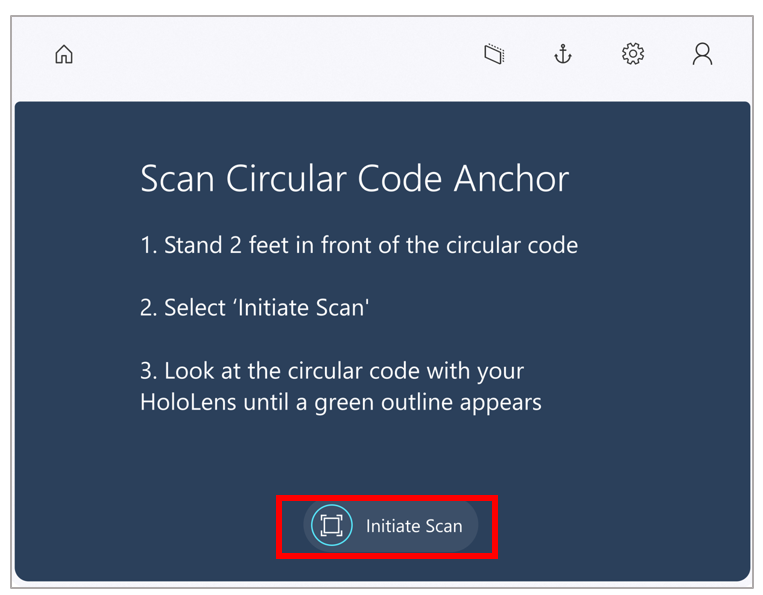 Scan Circular Code Anchor
1. Stand 2 feet in front of the circular code
2. Select ‘Initiate Scan'
3. Look at the circular code with your
HoloLens until a green outline appears
Initiate Scan